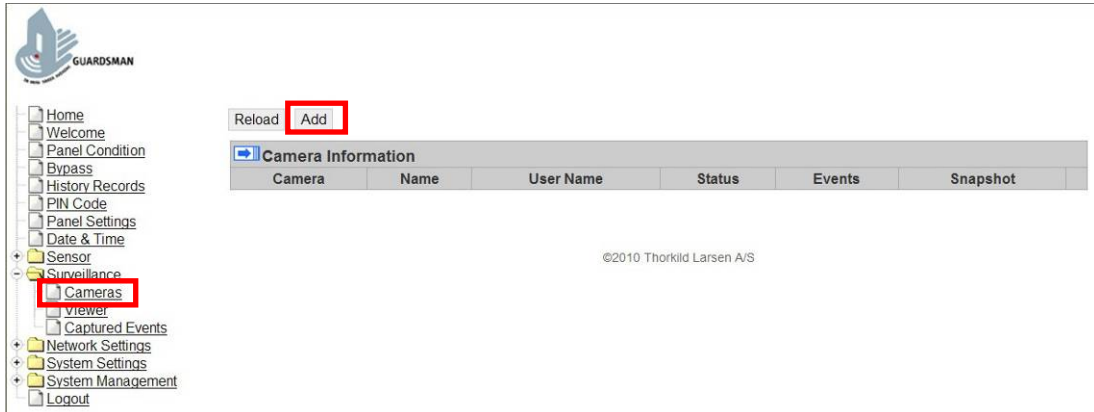 GUARDSMAN
Home
Welcome
Panel Condition
Bypass
History Records
PIN Code
Panel Settings
Date & Time
Sensor
Surveillance
Cameras
Viewer
Captured Events
Network Settings
System Settings
System Management
Logout
Reload Add
Camera Information
Camera Name User Name Status Events Snapshot
©2010 Thorkild Larsen A/S